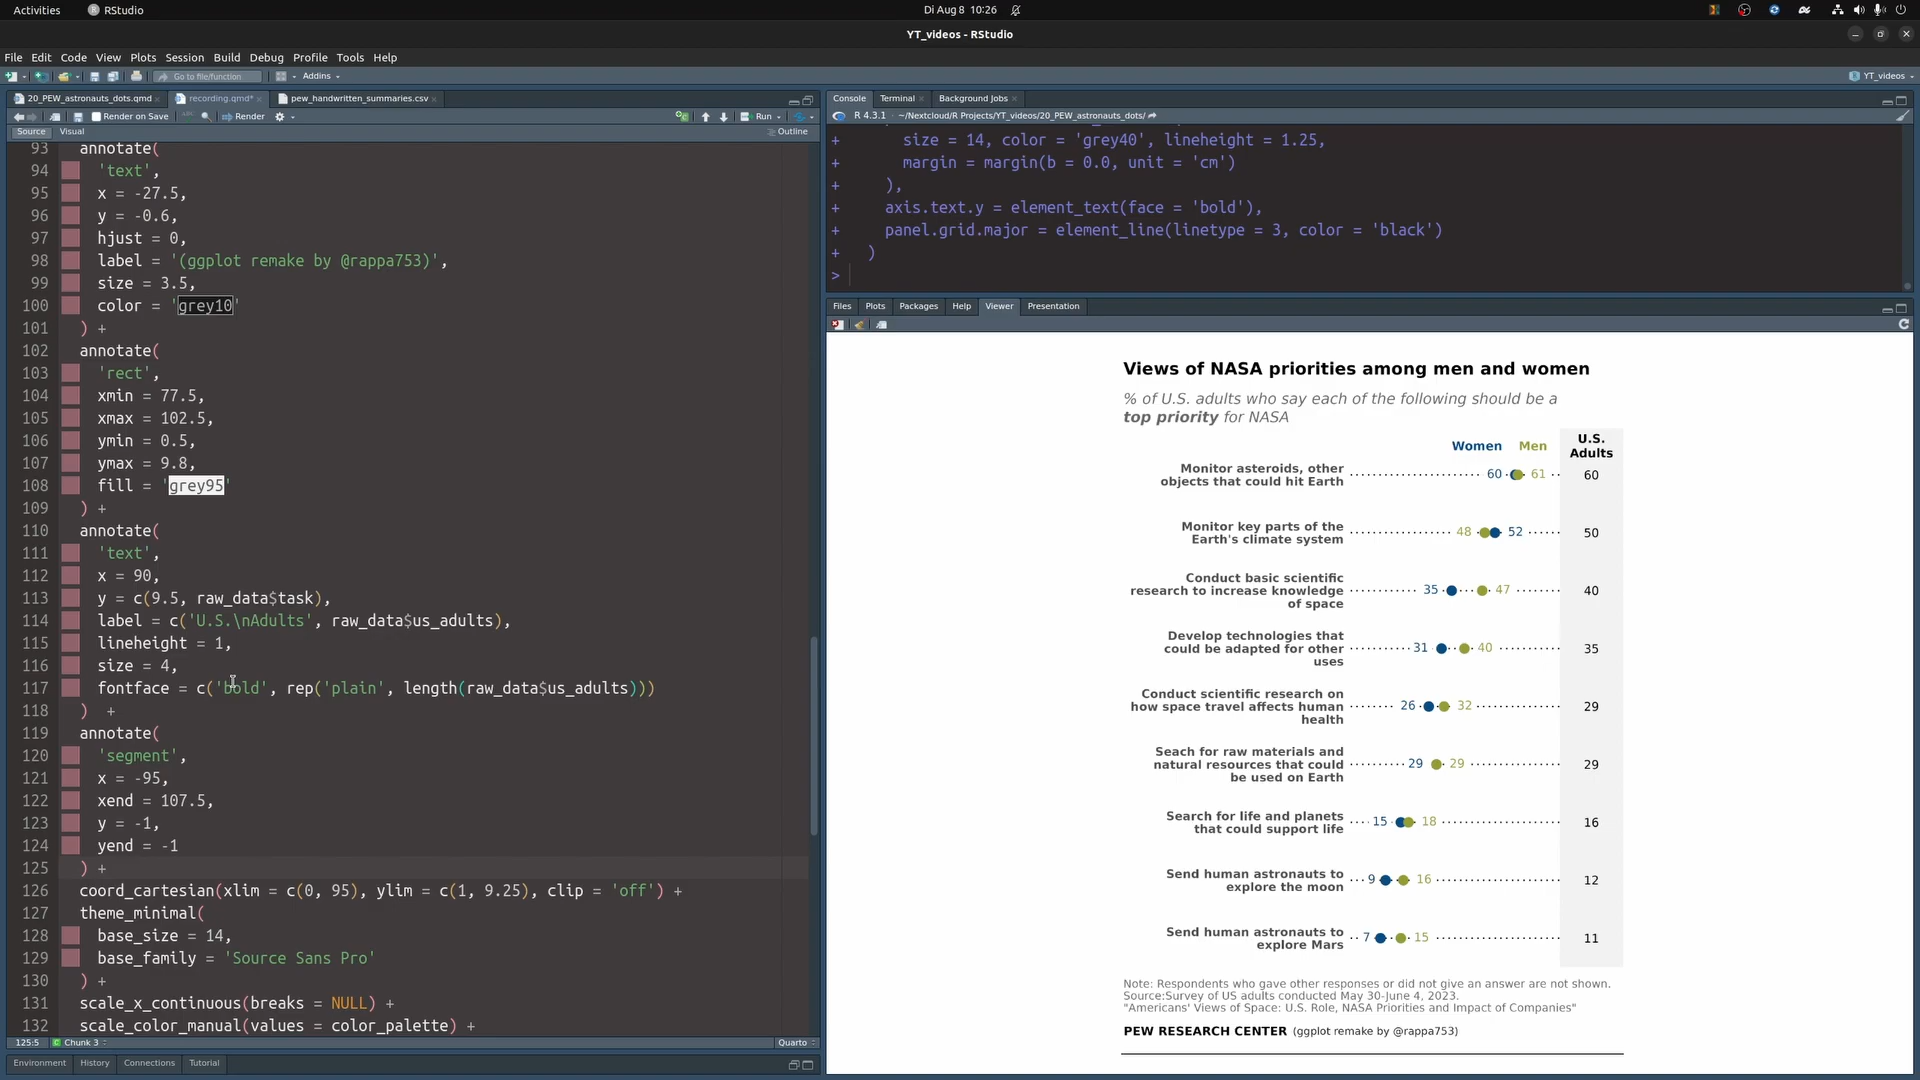 Activities RStudio Di Aug 8 10:26
YT_videos - RStudio
File Edit Code View Plots Session Build Debug Profile Tools Help
Go to file/function Addins YT_videos
20_PEW_astronauts_dots.qmd recording.qmd* pew_handwritten_summaries.csv
Render on Save Render Run
Source Visual Outline
93 annotate(
94 'text',
95 x = -27.5,
96 y = -0.6,
97 hjust = 0,
98 label = '(ggplot remake by @rappa753)',
99 size = 3.5,
100 color = 'grey10'
101 ) +
102 annotate(
103 'rect',
104 xmin = 77.5,
105 xmax = 102.5,
106 ymin = 0.5,
107 ymax = 9.8,
108 fill = 'grey95'
109 ) +
110 annotate(
111 'text',
112 x = 90,
113 y = c(9.5, raw_data$task),
114 label = c('U.S.\nAdults', raw_data$us_adults),
115 lineheight = 1,
116 size = 4,
117 fontface = c('bold', rep('plain', length(raw_data$us_adults)))
118 ) +
119 annotate(
120 'segment',
121 x = -95,
122 xend = 107.5,
123 y = -1,
124 yend = -1
125 ) +
126 coord_cartesian(xlim = c(0, 95), ylim = c(1, 9.25), clip = 'off') +
127 theme_minimal(
128 base_size = 14,
129 base_family = 'Source Sans Pro'
130 ) +
131 scale_x_continuous(breaks = NULL) +
132 scale_color_manual(values = color_palette) +
125:5 Chunk 3 Quarto
Environment History Connections Tutorial
Console Terminal Background Jobs
R 4.3.1 · ~/Nextcloud/R Projects/YT_videos/20_PEW_astronauts_dots/
+ size = 14, color = 'grey40', lineheight = 1.25,
+ margin = margin(b = 0.0, unit = 'cm')
+ ),
+ axis.text.y = element_text(face = 'bold'),
+ panel.grid.major = element_line(linetype = 3, color = 'black')
+ )
>
Files Plots Packages Help Viewer Presentation
Views of NASA priorities among men and women
% of U.S. adults who say each of the following should be a
top priority for NASA
Women Men U.S.
Adults
Monitor asteroids, other
objects that could hit Earth
60 61 60
Monitor key parts of the
Earth's climate system
48 52 50
Conduct basic scientific
research to increase knowledge
of space
35 47 40
Develop technologies that
could be adapted for other
uses
31 40 35
Conduct scientific research on
how space travel affects human
health
26 32 29
Seach for raw materials and
natural resources that could
be used on Earth
29 29 29
Search for life and planets
that could support life
15 18 16
Send human astronauts to
explore the moon
9 16 12
Send human astronauts to
explore Mars
7 15 11
Note: Respondents who gave other responses or did not give an answer are not shown.
Source:Survey of US adults conducted May 30-June 4, 2023.
"Americans' Views of Space: U.S. Role, NASA Priorities and Impact of Companies"
PEW RESEARCH CENTER (ggplot remake by @rappa753)